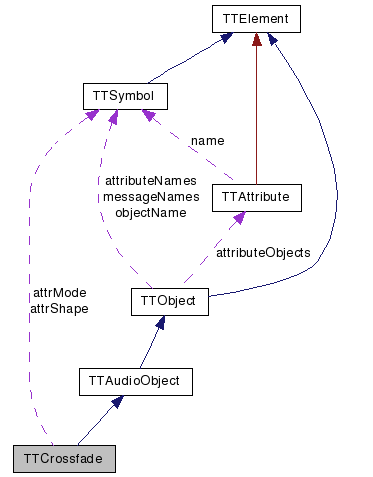 TTElement
TTSymbol
name
attributeNames
messageNames
objectName
TTAttribute
attributeObjects
attrMode
attrShape
TTObject
TTAudioObject
TTCrossfade